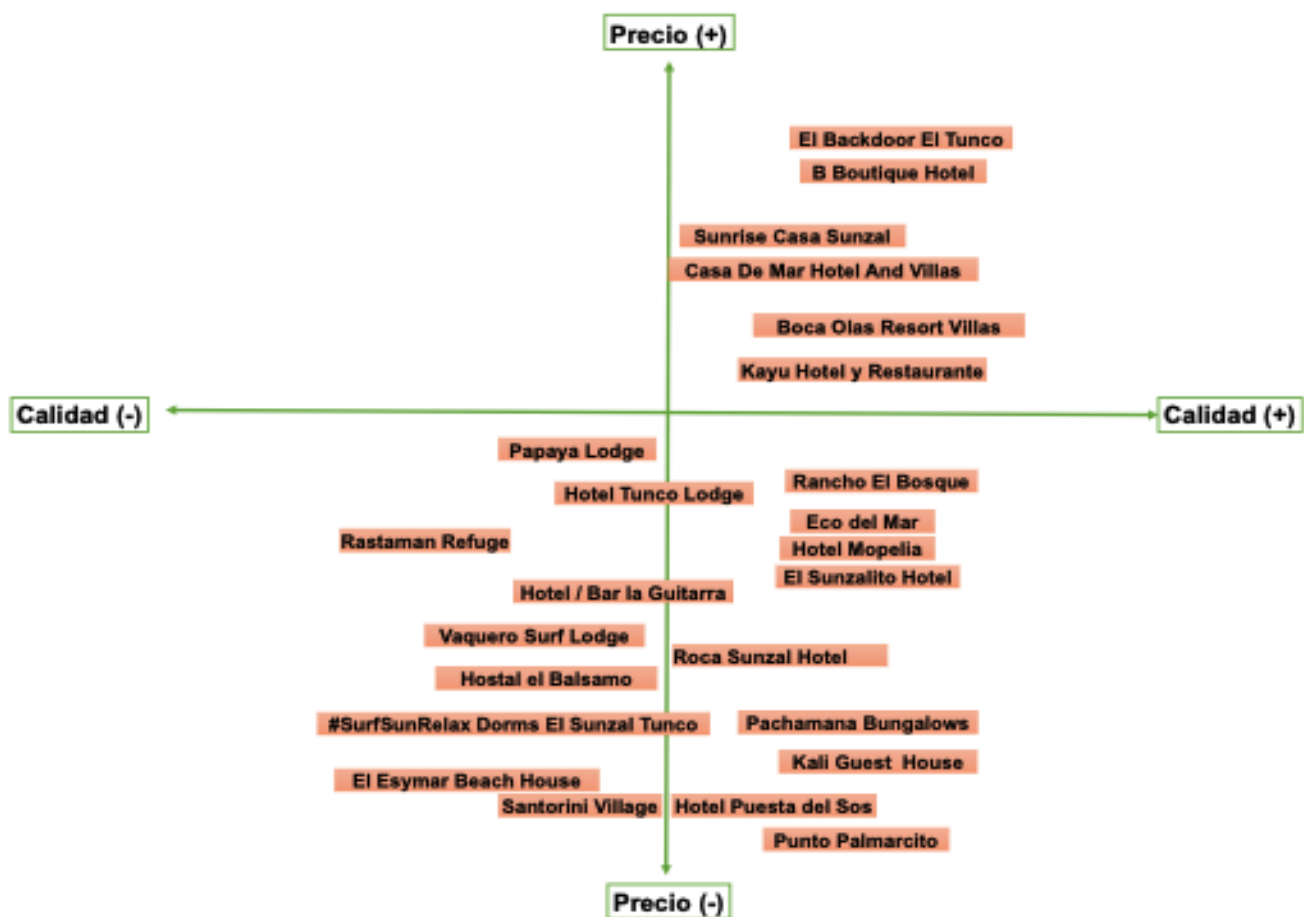 Precio (+)
El Backdoor El Tunco
B Boutique Hotel
Sunrise Casa Sunzal
Casa De Mar Hotel And Villas
Boca Olas Resort Villas
Kayu Hotel y Restaurante
Calidad (-)
Calidad (+)
Papaya Lodge
Rancho El Bosque
Hotel Tunco Lodge
Eco del Mar
Rastaman Refuge
Hotel Mopelia
El Sunzalito Hotel
Hotel / Bar la Guitarra
Vaquero Surf Lodge
Roca Sunzal Hotel
Hostal el Balsamo
#SurfSunRelax Dorms El Sunzal Tunco
Pachamana Bungalows
Kali Guest House
El Esymar Beach House
Santorini Village
Hotel Puesta del Sos
Punto Palmarcito
Precio (-)